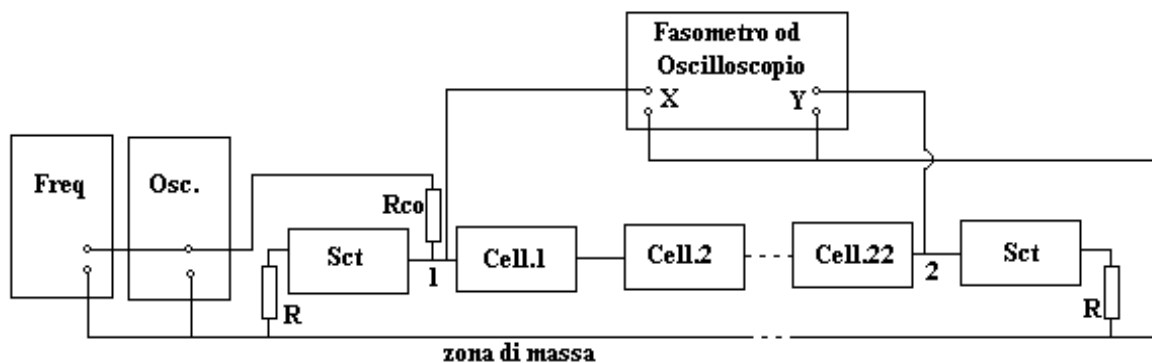 Fasometro od
Oscilloscopio
X Y
Freq Osc.
Rco
Sct Cell.1 Cell.2 Cell.22 Sct
1 2
R R
zona di massa